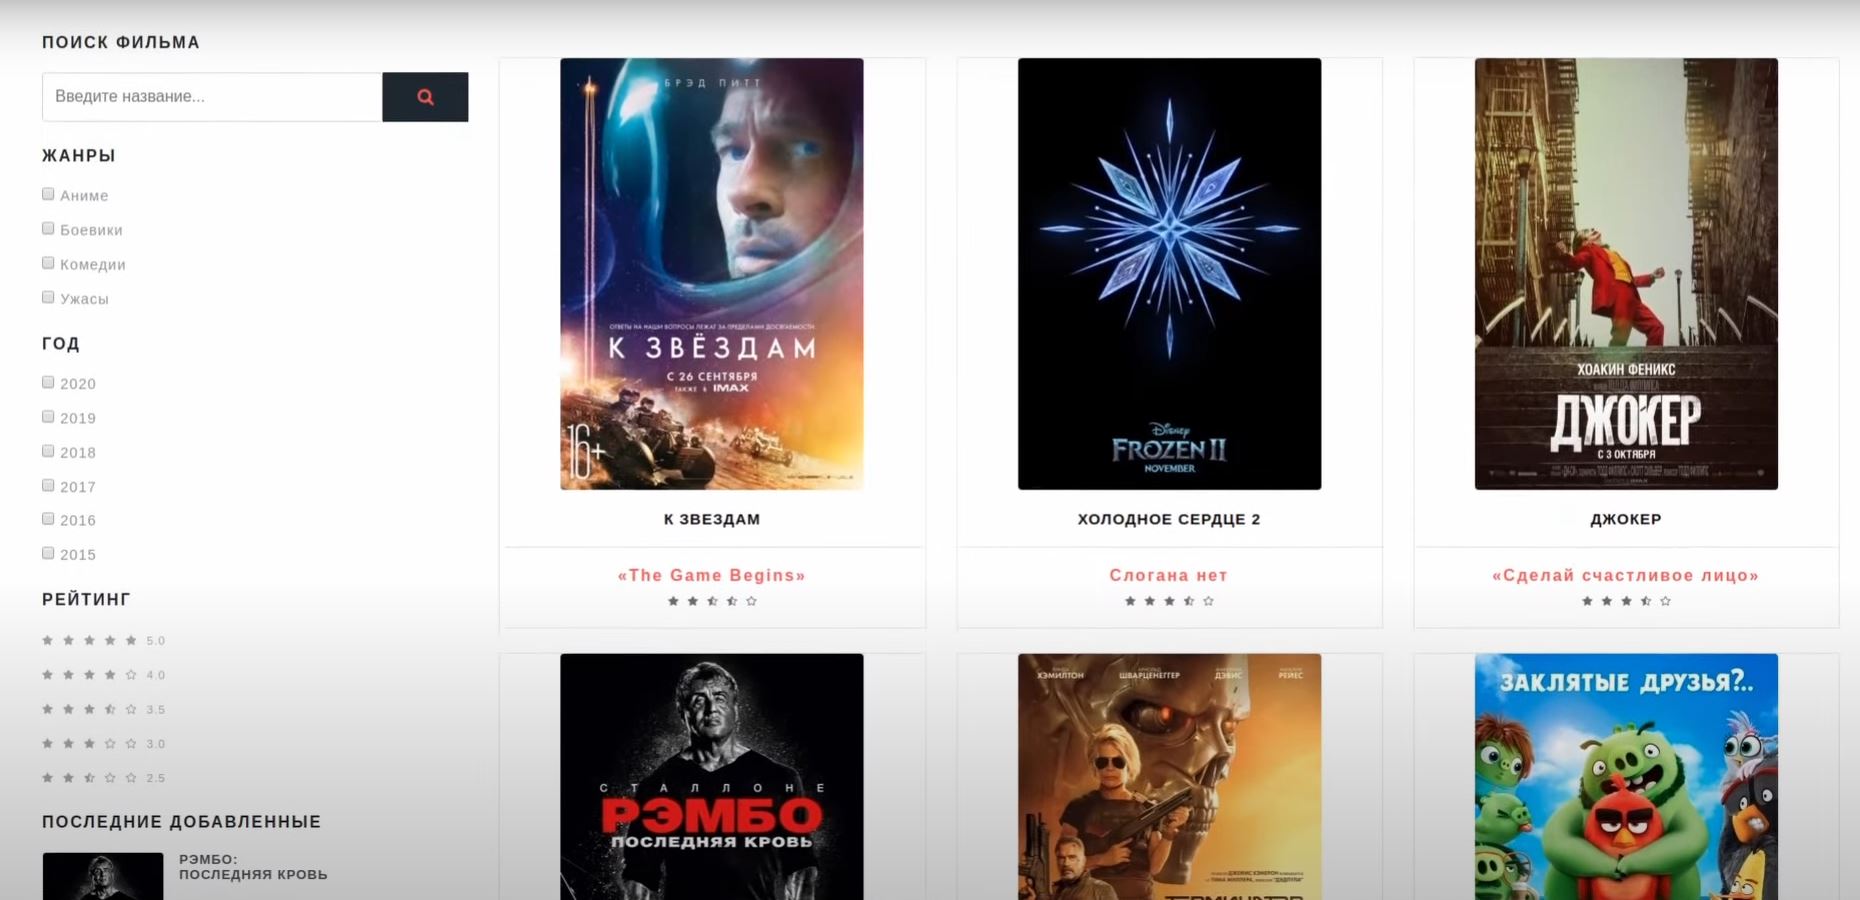 ПОИСК ФИЛЬМА
Введите название...
ЖАНРЫ
Аниме
Боевики
Комедии
Ужасы
ГОД
2020
2019
2018
2017
2016
2015
РЕЙТИНГ
5.0
4.0
3.5
3.0
2.5
ПОСЛЕДНИЕ ДОБАВЛЕННЫЕ
РЭМБО:
ПОСЛЕДНЯЯ КРОВЬ
БРЭД ПИТТ
ОТВЕТЫ НА НАШИ ВОПРОСЫ ЛЕЖАТ ЗА ПРЕДЕЛАМИ ДОСЯГАЕМОСТИ
К ЗВЁЗДАМ
С 26 СЕНТЯБРЯ
ТАКЖЕ В IMAX
16+
К ЗВЕЗДАМ
«The Game Begins»
Disney
FROZEN II
NOVEMBER
ХОЛОДНОЕ СЕРДЦЕ 2
Слогана нет
ХОАКИН ФЕНИКС
ДЖОКЕР
С 3 ОКТЯБРЯ
ДЖОКЕР
«Сделай счастливое лицо»
СТАЛЛОНЕ
РЭМБО
ПОСЛЕДНЯЯ КРОВЬ
ХЭМИЛТОН
ШВАРЦЕНЕГГЕР
ДЭВИС
РЕЙЕС
ЗАКЛЯТЫЕ ДРУЗЬЯ?..